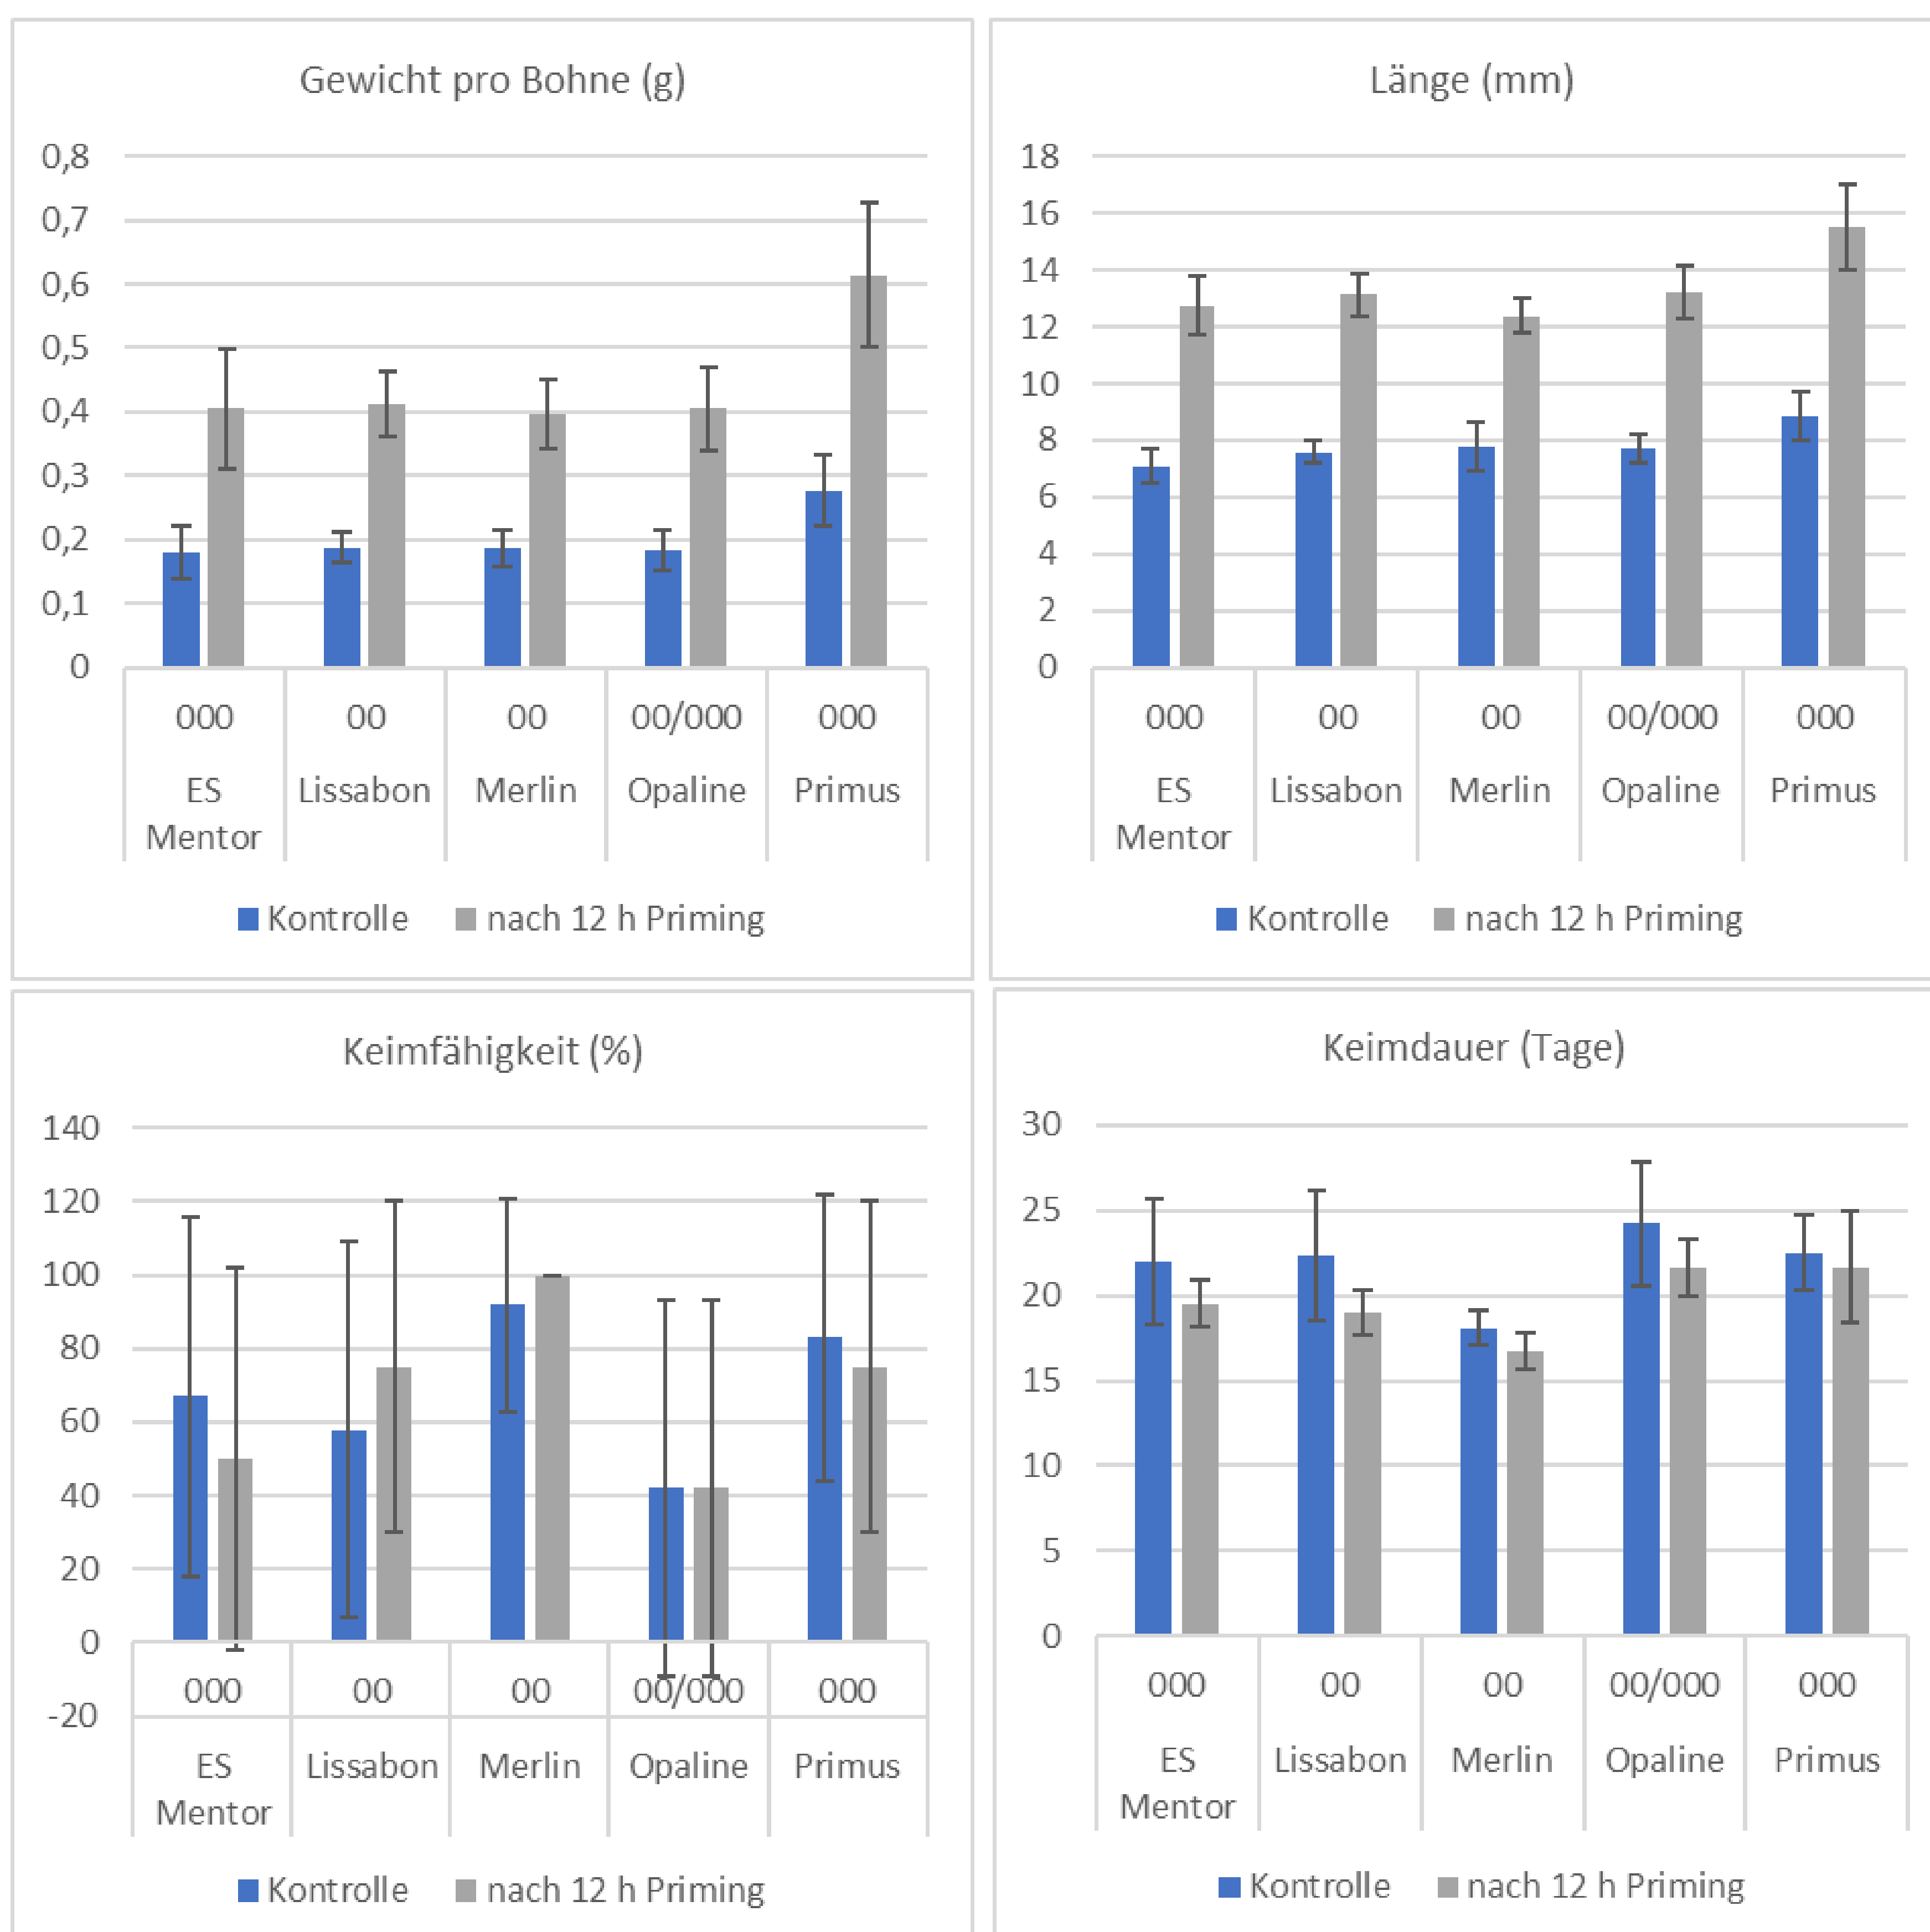 Gewicht pro Bohne (g)
0,8
0,7
0,6
0,5
0,4
0,3
0,2
0,1
0
000 00 00 00/000 000
ES Lissabon Merlin Opaline Primus
Mentor
Kontrolle nach 12 h Priming
Länge (mm)
18
16
14
12
10
8
6
4
2
0
000 00 00 00/000 000
ES Lissabon Merlin Opaline Primus
Mentor
Kontrolle nach 12 h Priming
Keimfähigkeit (%)
140
120
100
80
60
40
20
0
000 00 00 00/000 000
-20
ES Lissabon Merlin Opaline Primus
Mentor
Kontrolle nach 12 h Priming
Keimdauer (Tage)
30
25
20
15
10
5
0
000 00 00 00/000 000
ES Lissabon Merlin Opaline Primus
Mentor
Kontrolle nach 12 h Priming